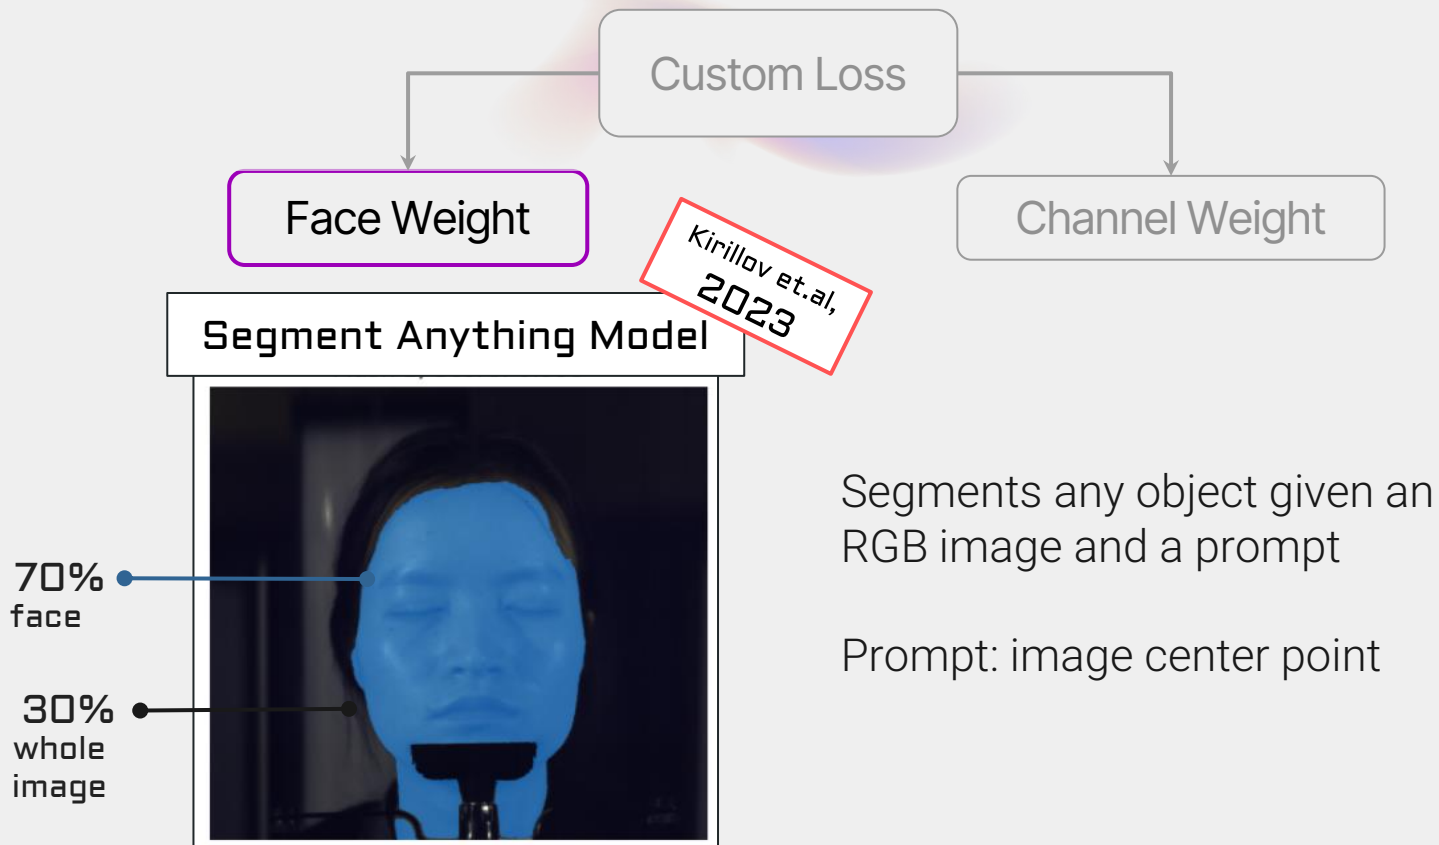 Custom Loss
Face Weight
Channel Weight
Kirillov et.al,
2023
Segment Anything Model
70%
face
30%
whole
image
Segments any object given an
RGB image and a prompt
Prompt: image center point